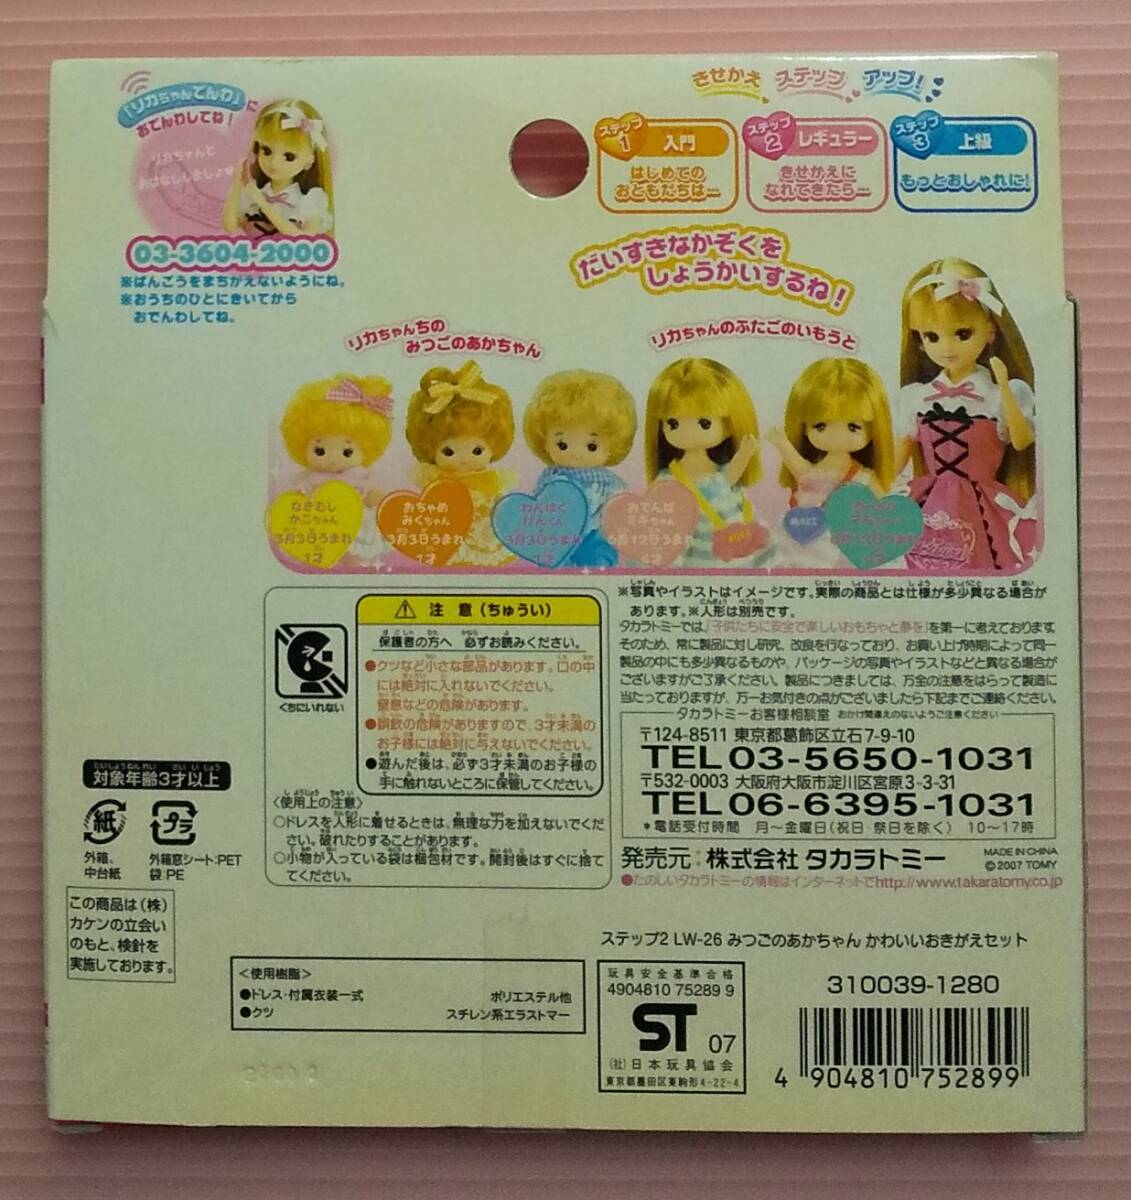 「リカちゃんでんわ」に
おでんわしてね！
リカちゃんと
おはなししましょ♥
03-3604-2000
※ばんごうをまちがえないようにね。
※おうちのひとにきいてから
おでんわしてね。
きせかえ ステップ アップ！
ステップ1 入門
はじめての
おともだちは…
ステップ2 レギュラー
きせかえに
なれてきたら…
ステップ3 上級
もっとおしゃれに！
だいすきなかぞくを
しょうかいするね！
リカちゃんちの
みつごのあかちゃん
リカちゃんのふたごのいもうと
なきむし
かこちゃん
3月3日うまれ
1才
おちゃめ
みくちゃん
3月3日うまれ
1才
わんぱく
げんくん
3月3日うまれ
1才
おてんば
ミキちゃん
6月12日うまれ
4才
MIKI
MAKI
マキちゃん
6月12日うまれ
4才
※写真やイラストはイメージです。実際の商品とは仕様が多少異なる場合が
あります。※人形は別売です。
タカラトミーでは、「子供たちに安全で楽しいおもちゃと夢を」を第一に考えております。
そのため、常に製品に対し研究、改良を行なっており、お買い上げ時期によって同一
製品の中にも多少異なるものや、パッケージの写真やイラストなどと異なる場合が
ございますがご了承ください。製品につきましては、万全の注意をはらって製造に
当たっておりますが、万一お気付きの点がございましたら下記までご連絡ください。
タカラトミーお客様相談室 おかけ間違えのないようご注意ください
〒124-8511 東京都葛飾区立石7-9-10
TEL 03-5650-1031
〒532-0003 大阪府大阪市淀川区宮原3-3-31
TEL 06-6395-1031
＊電話受付時間 月～金曜日(祝日 祭日を除く) 10～17時
発売元：株式会社 タカラトミー
MADE IN CHINA
© 2007 TOMY
●たのしいタカラトミーの情報はインターネットでhttp://www.takaratomy.co.jp
くちにいれない
⚠ 注意(ちゅうい)
保護者の方へ 必ずお読みください。
●クツなど小さな部品があります。口の中
には絶対に入れないでください。
窒息などの危険があります。
●誤飲の危険がありますので、3才未満の
お子様には絶対に与えないでください。
●遊んだ後は、必ず3才未満のお子様の
手に触れないところに保管してください。
〈使用上の注意〉
○ドレスを人形に着せるときは、無理な力を加えないでくだ
さい。破れたりすることがあります。
○小物が入っている袋は梱包材です。開封後はすぐに捨て
てください。
対象年齢3才以上
紙
プラ
外箱、
中台紙
外箱窓シート:PET
袋:PE
この商品は(株)
カケンの立会い
のもと、検針を
実施しております。
<使用樹脂>
●ドレス・付属衣装一式 ポリエステル他
●クツ スチレン系エラストマー
ステップ2 LW-26 みつごのあかちゃん かわいいおきがえセット
玩具安全基準合格
4904810 75289 9
ST 07
(社)日本玩具協会
東京都墨田区東駒形4-22-4
310039-1280
4 904810 752899